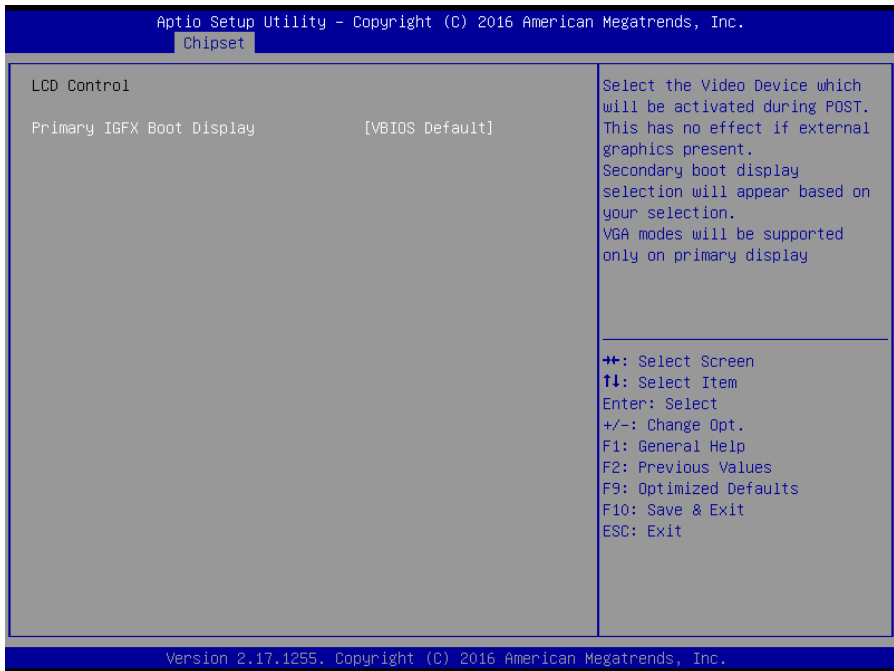 Aptio Setup Utility – Copyright (C) 2016 American Megatrends, Inc.
Chipset
LCD Control
Primary IGFX Boot Display [VBIOS Default]
Select the Video Device which
will be activated during POST.
This has no effect if external
graphics present.
Secondary boot display
selection will appear based on
your selection.
VGA modes will be supported
only on primary display
→←: Select Screen
↑↓: Select Item
Enter: Select
+/-: Change Opt.
F1: General Help
F2: Previous Values
F9: Optimized Defaults
F10: Save & Exit
ESC: Exit
Version 2.17.1255. Copyright (C) 2016 American Megatrends, Inc.